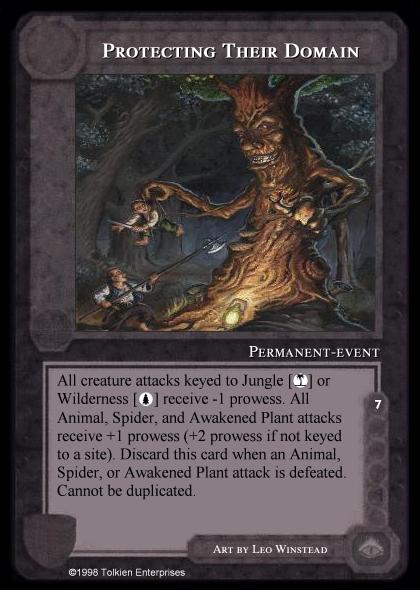 Protecting Their Domain
Permanent-event
All creature attacks keyed to Jungle [] or
Wilderness [] receive -1 prowess. All
Animal, Spider, and Awakened Plant attacks
receive +1 prowess (+2 prowess if not keyed
to a site). Discard this card when an Animal,
Spider, or Awakened Plant attack is defeated.
Cannot be duplicated.
7
Art by Leo Winstead
©1998 Tolkien Enterprises